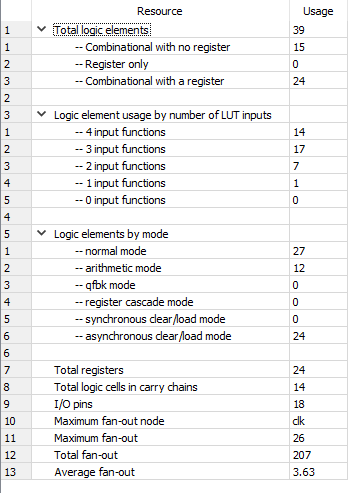 Resource Usage
1 Total logic elements 39
1 -- Combinational with no register 15
2 -- Register only 0
3 -- Combinational with a register 24
2
3 Logic element usage by number of LUT inputs
1 -- 4 input functions 14
2 -- 3 input functions 17
3 -- 2 input functions 7
4 -- 1 input functions 1
5 -- 0 input functions 0
4
5 Logic elements by mode
1 -- normal mode 27
2 -- arithmetic mode 12
3 -- qfbk mode 0
4 -- register cascade mode 0
5 -- synchronous clear/load mode 0
6 -- asynchronous clear/load mode 24
6
7 Total registers 24
8 Total logic cells in carry chains 14
9 I/O pins 18
10 Maximum fan-out node clk
11 Maximum fan-out 26
12 Total fan-out 207
13 Average fan-out 3.63